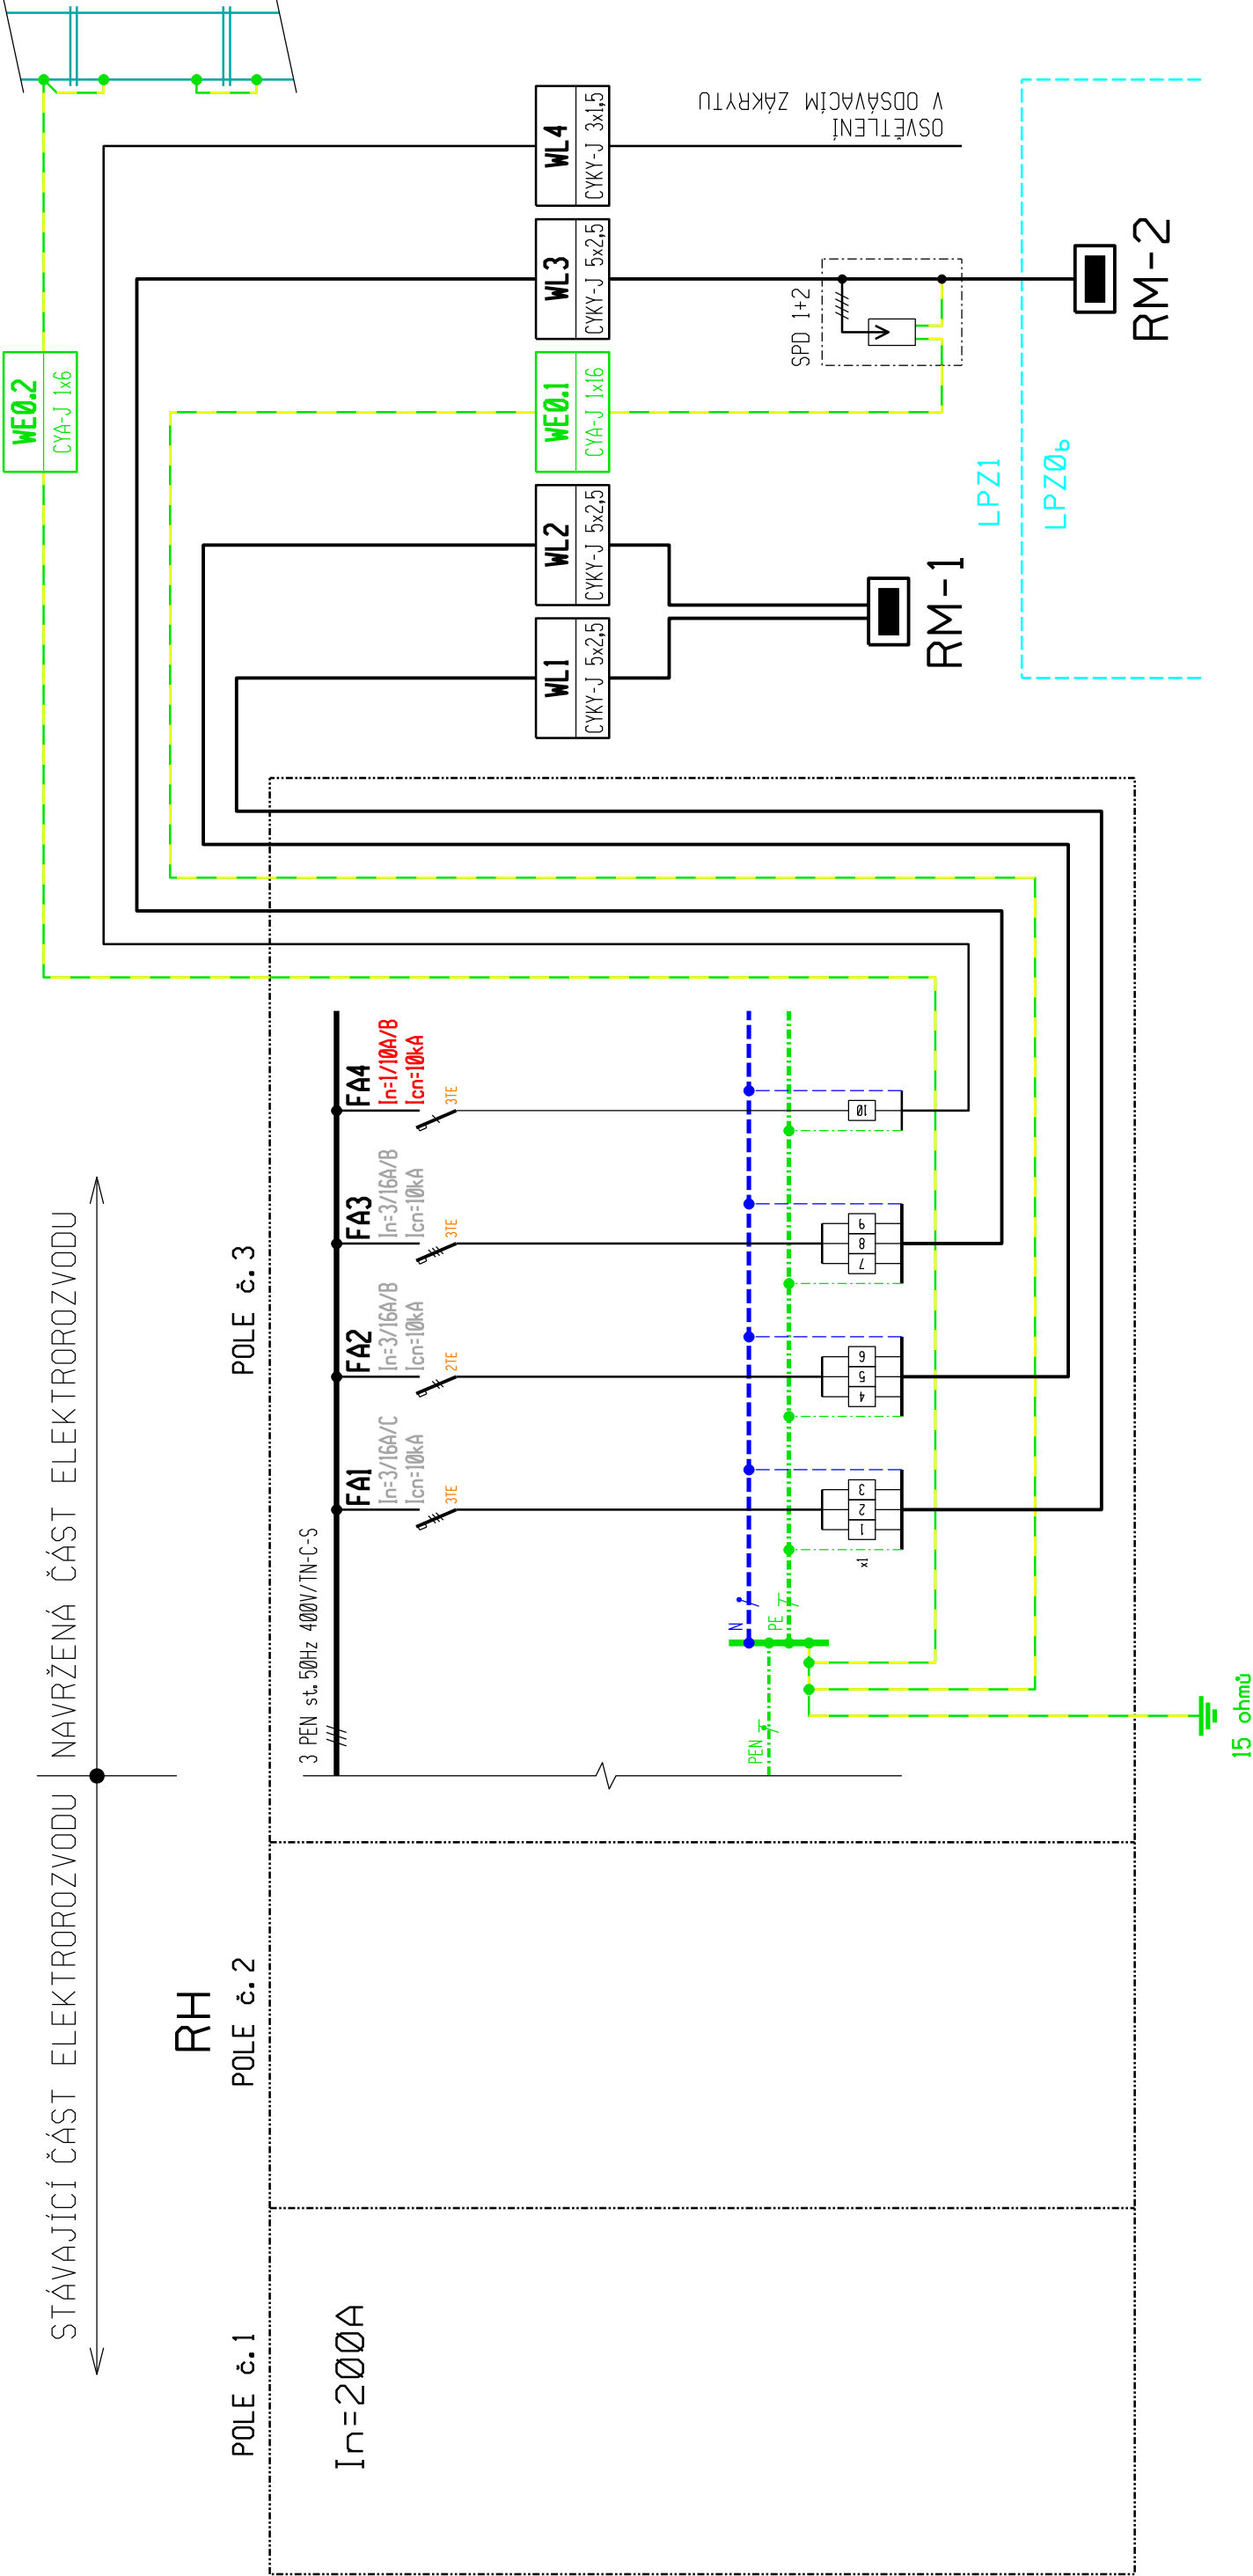 STÁVAJÍCÍ ČÁST ELEKTROROZVODU
NAVRŽENÁ ČÁST ELEKTROROZVODU
RH
POLE č.1
POLE č.2
POLE č.3
In=200A
3 PEN st.50Hz 400V/TN-C-S
FA1
In=3/16A/C
Icn=10kA
3TE
FA2
In=3/16A/B
Icn=10kA
2TE
FA3
In=3/16A/B
Icn=10kA
3TE
FA4
In=1/10A/B
Icn=10kA
3TE
PEN
N
PE
x1
1
2
3
4
5
6
7
8
9
10
15 ohmů
WE0.2
CYA-J 1x6
WL1
CYKY-J 5x2,5
WL2
CYKY-J 5x2,5
WE0.1
CYA-J 1x16
WL3
CYKY-J 5x2,5
WL4
CYKY-J 3x1,5
SPD 1+2
OSVĚTLENÍ
V ODSÁVACÍM ZÁKRYTU
RM-1
RM-2
LPZ1
LPZ0b